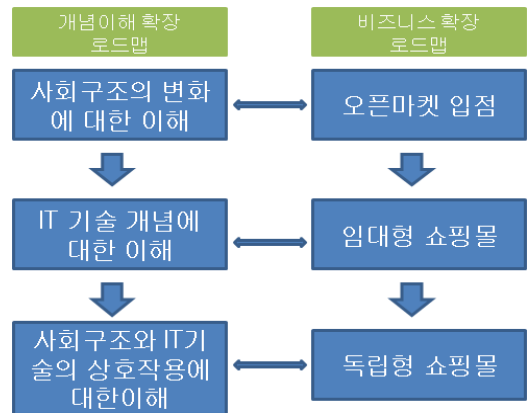 개념이해 확장
로드맵
비즈니스 확장
로드맵
사회구조의 변화
에 대한 이해
오픈마켓 입점
IT 기술 개념에
대한 이해
임대형 쇼핑몰
사회구조와 IT기
술의 상호작용에
대한이해
독립형 쇼핑몰